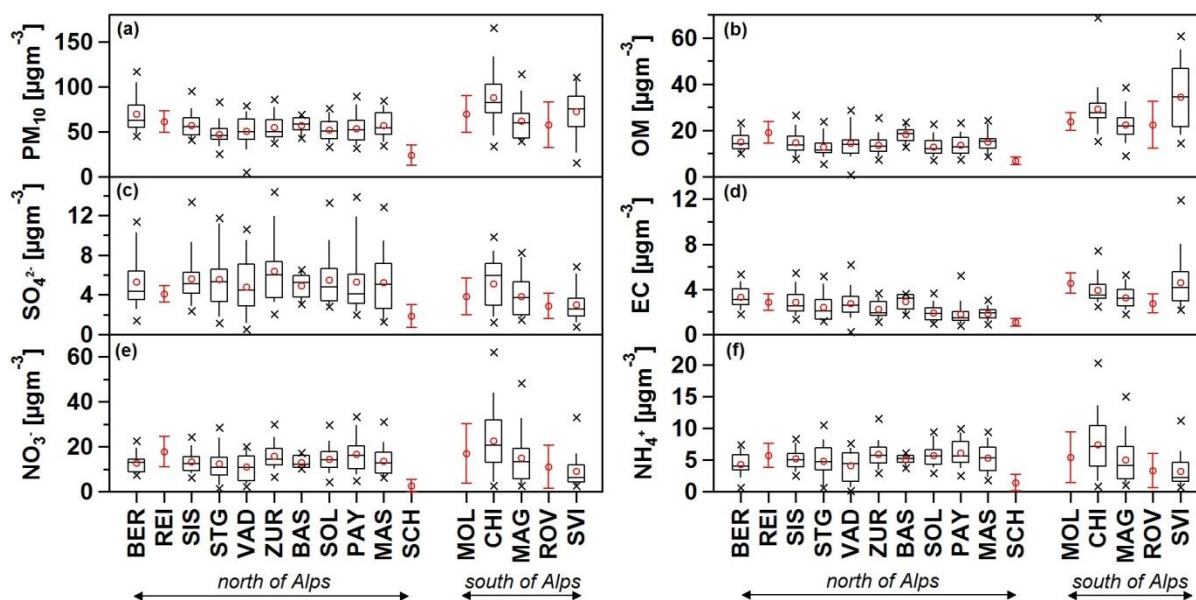 (a)
PM₁₀ [µgm⁻³]
150
100
50
0
(b)
OM [µgm⁻³]
60
40
20
0
(c)
SO₄²⁻ [µgm⁻³]
12
8
4
0
(d)
EC [µgm⁻³]
12
8
4
0
(e)
NO₃⁻ [µgm⁻³]
60
40
20
0
(f)
NH₄⁺ [µgm⁻³]
20
15
10
5
0
BER REI SIS STG VAD ZUR BAS SOL PAY MAS SCH MOL CHI MAG ROV SVI
north of Alps south of Alps
BER REI SIS STG VAD ZUR BAS SOL PAY MAS SCH MOL CHI MAG ROV SVI
north of Alps south of Alps